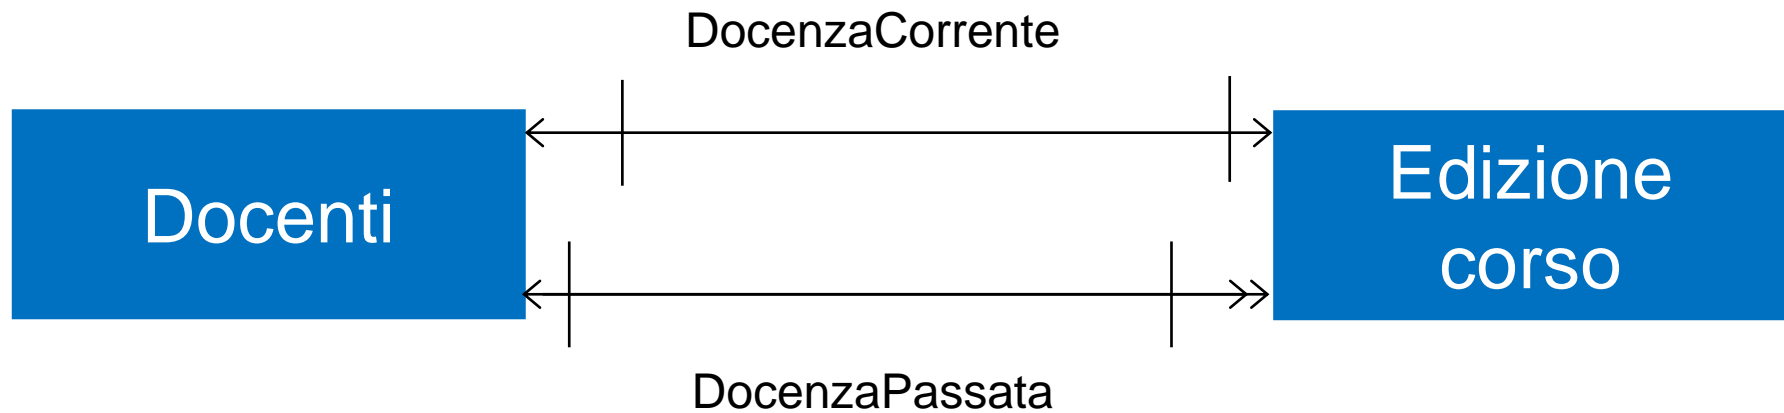 DocenzaCorrente
Docenti
Edizione
corso
DocenzaPassata